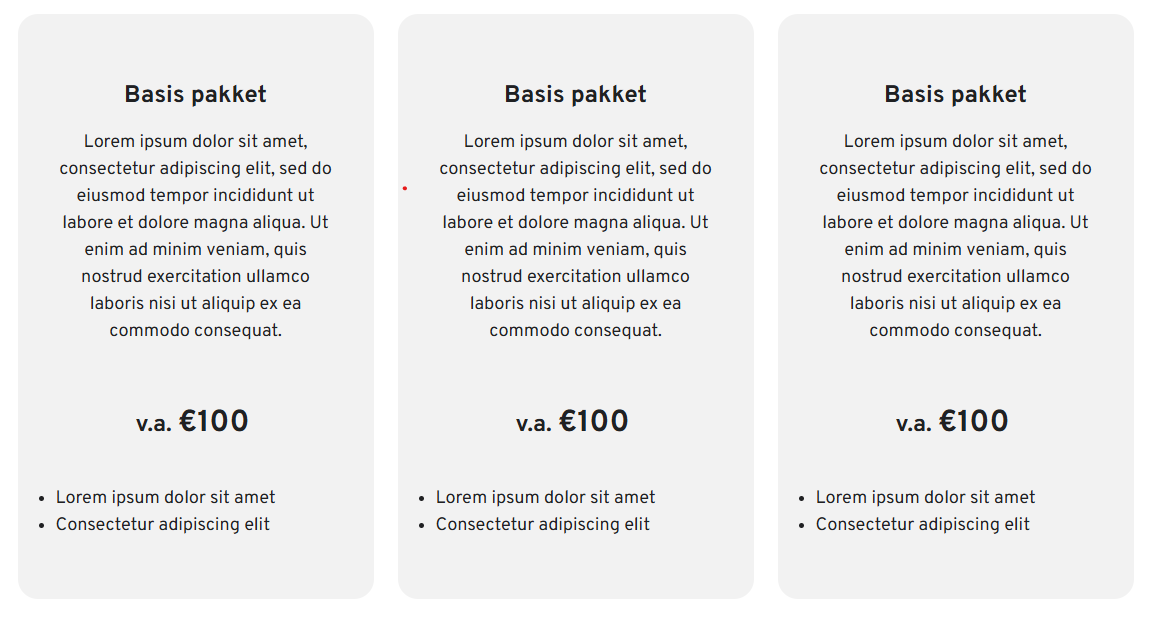 Basis pakket
Lorem ipsum dolor sit amet,
consectetur adipiscing elit, sed do
eiusmod tempor incididunt ut
labore et dolore magna aliqua. Ut
enim ad minim veniam, quis
nostrud exercitation ullamco
laboris nisi ut aliquip ex ea
commodo consequat.
v.a. €100
• Lorem ipsum dolor sit amet
• Consectetur adipiscing elit
Basis pakket
Lorem ipsum dolor sit amet,
consectetur adipiscing elit, sed do
eiusmod tempor incididunt ut
labore et dolore magna aliqua. Ut
enim ad minim veniam, quis
nostrud exercitation ullamco
laboris nisi ut aliquip ex ea
commodo consequat.
v.a. €100
• Lorem ipsum dolor sit amet
• Consectetur adipiscing elit
Basis pakket
Lorem ipsum dolor sit amet,
consectetur adipiscing elit, sed do
eiusmod tempor incididunt ut
labore et dolore magna aliqua. Ut
enim ad minim veniam, quis
nostrud exercitation ullamco
laboris nisi ut aliquip ex ea
commodo consequat.
v.a. €100
• Lorem ipsum dolor sit amet
• Consectetur adipiscing elit